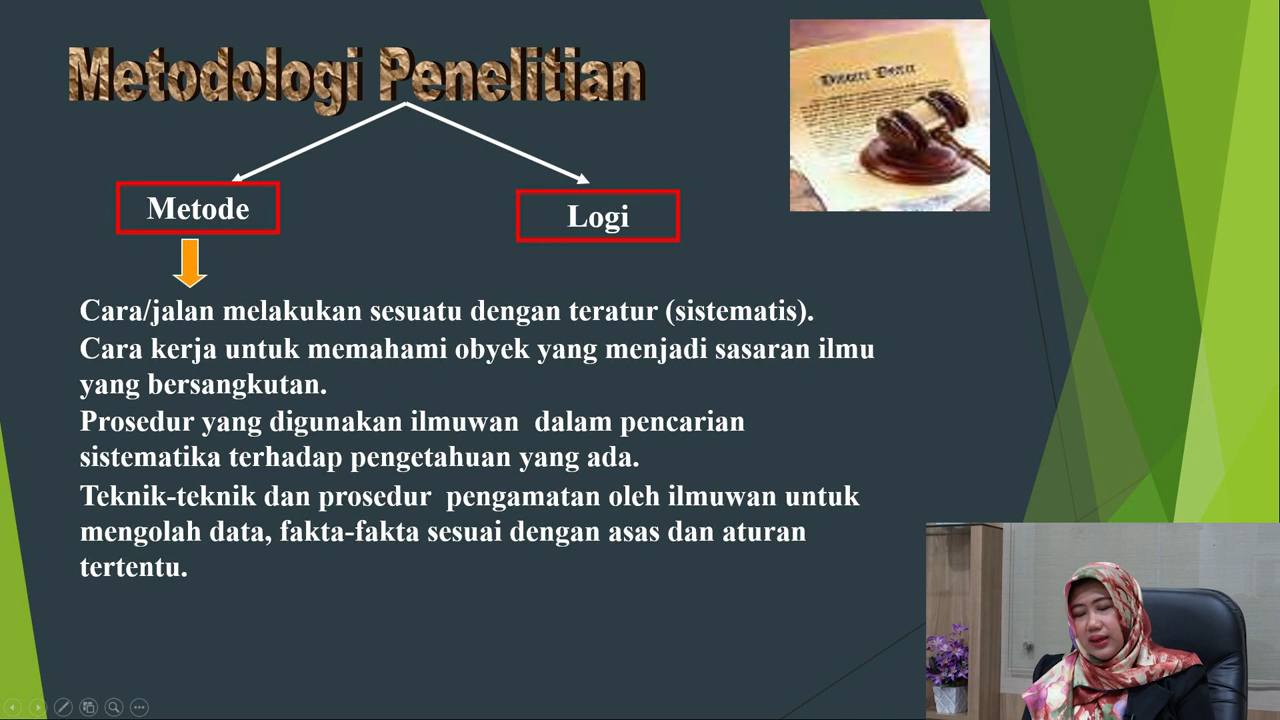 Metodologi Penelitian
Metode
Logi
Cara/jalan melakukan sesuatu dengan teratur (sistematis).
Cara kerja untuk memahami obyek yang menjadi sasaran ilmu
yang bersangkutan.
Prosedur yang digunakan ilmuwan dalam pencarian
sistematika terhadap pengetahuan yang ada.
Teknik-teknik dan prosedur pengamatan oleh ilmuwan untuk
mengolah data, fakta-fakta sesuai dengan asas dan aturan
tertentu.